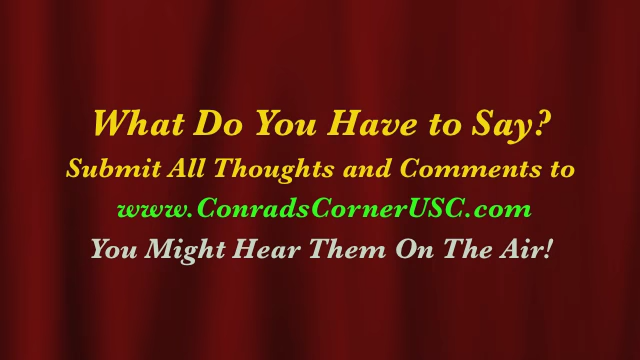 What Do You Have to Say?
Submit All Thoughts and Comments to
www.ConradsCornerUSC.com
You Might Hear Them On The Air!